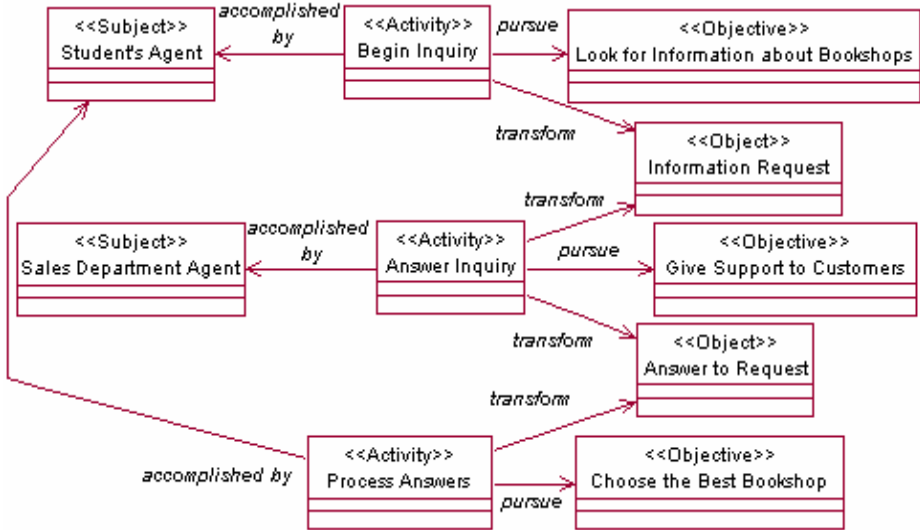 <<Subject>>
Student's Agent
accomplished
by
<<Activity>>
Begin Inquiry
pursue
<<Objective>>
Look for Information about Bookshops
transform
<<Object>>
Information Request
transform
<<Subject>>
Sales Department Agent
accomplished
by
<<Activity>>
Answer Inquiry
pursue
<<Objective>>
Give Support to Customers
transform
<<Object>>
Answer to Request
transform
accomplished by
<<Activity>>
Process Answers
pursue
<<Objective>>
Choose the Best Bookshop